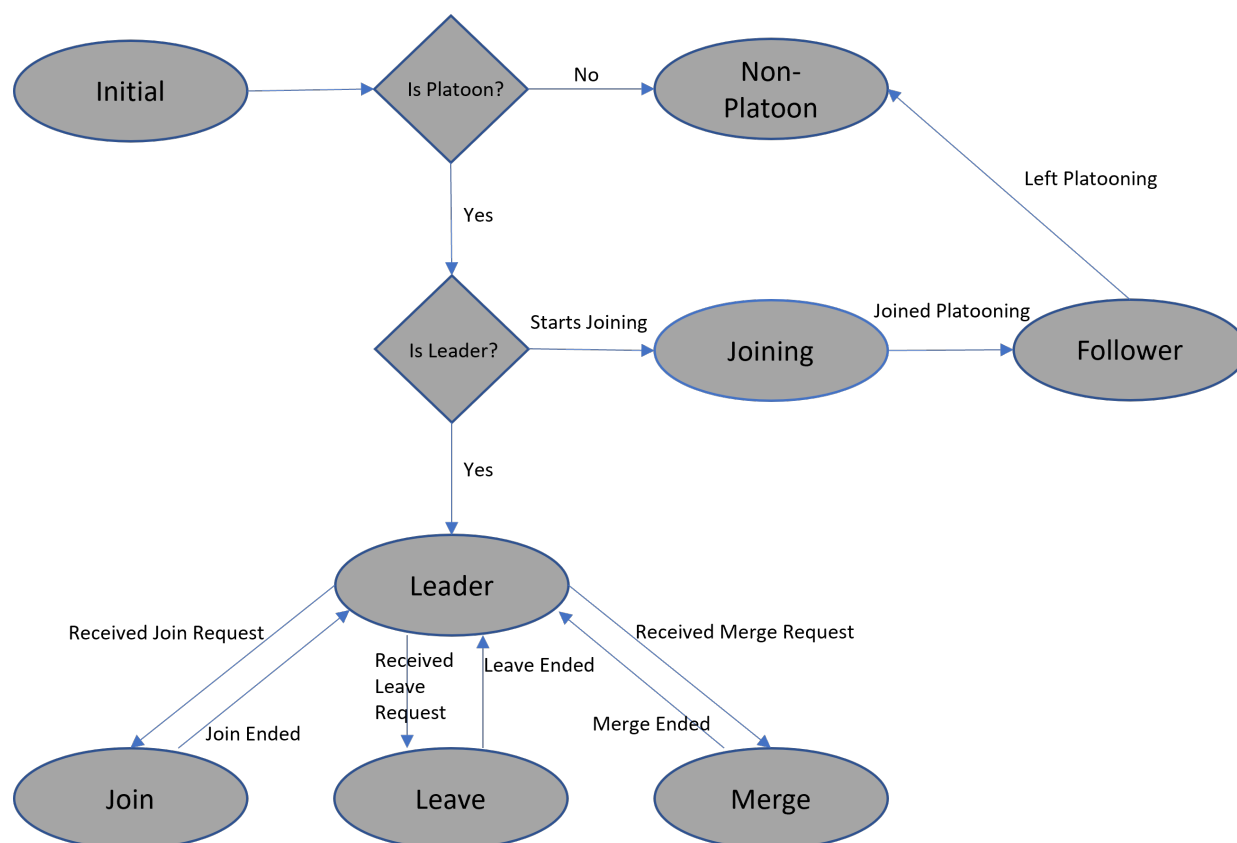 Initial
Is Platoon?
No
Non-
Platoon
Left Platooning
Yes
Is Leader?
Starts Joining
Joining
Joined Platooning
Follower
Yes
Leader
Received Join Request
Received
Leave
Request
Leave Ended
Received Merge Request
Join Ended
Merge Ended
Join
Leave
Merge